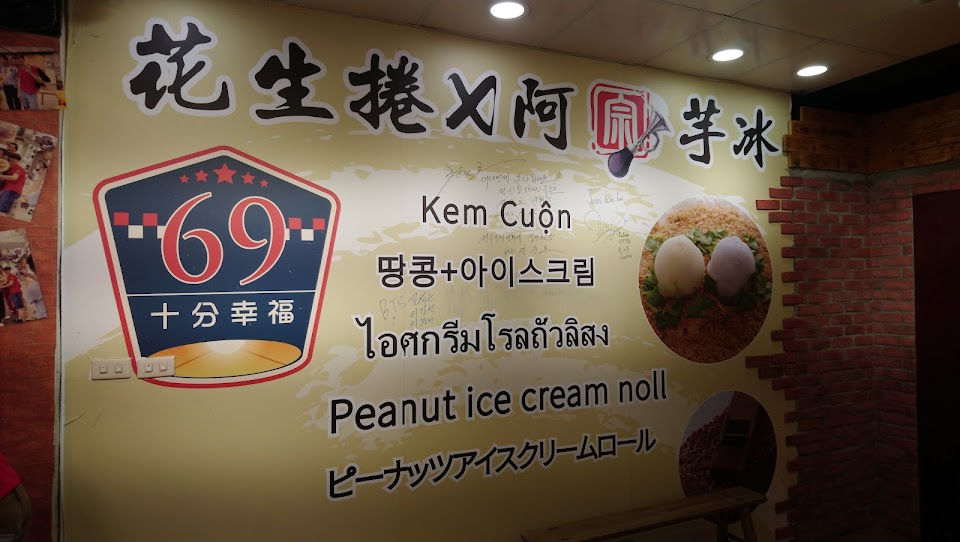 花生捲X阿原芋冰
69
十分幸福
Kem Cuộn
땅콩+아이스크림
ไอศกรีมโรลถัวลิสง
Peanut ice cream noll
ピーナッツアイスクリームロール